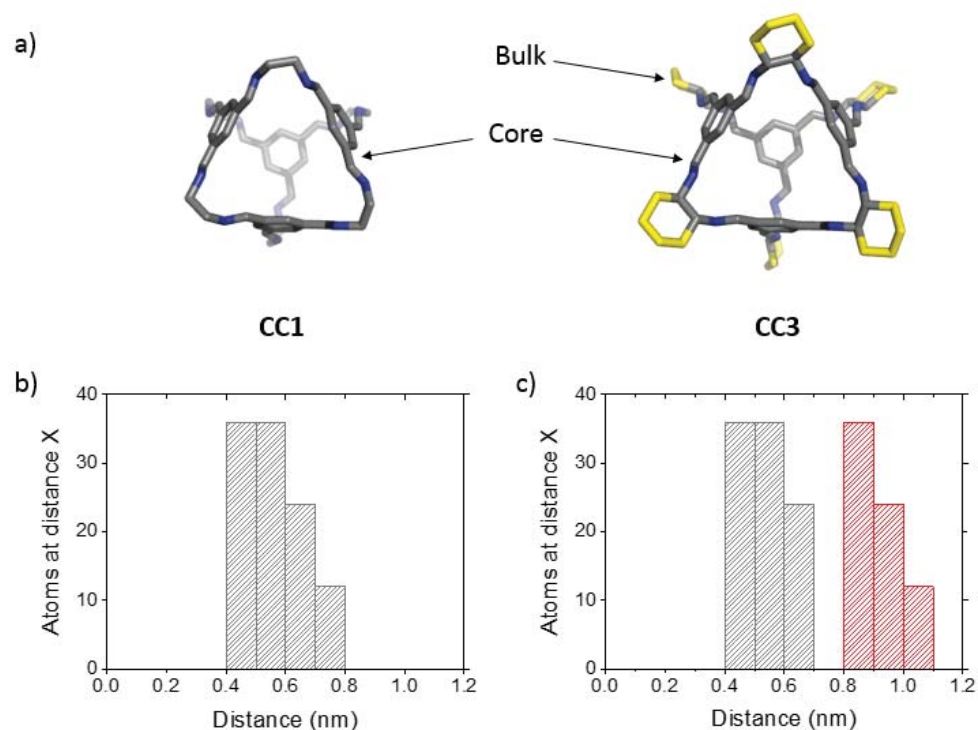 a)
Bulk
Core
CC1
CC3
b)
40
30
20
10
0
0.0 0.2 0.4 0.6 0.8 1.0 1.2
Atoms at distance X
Distance (nm)
c)
40
30
20
10
0
0.0 0.2 0.4 0.6 0.8 1.0 1.2
Atoms at distance X
Distance (nm)